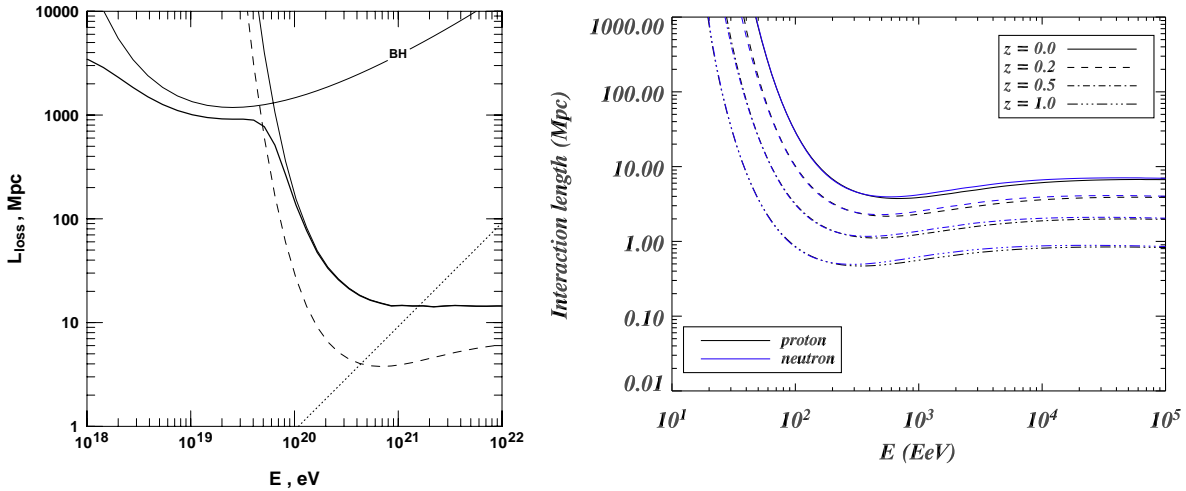 10000
1000
100
10
1
L_loss , Mpc
BH
10^18
10^19
10^20
10^21
10^22
E , eV
1000.00
100.00
10.00
1.00
0.10
0.01
Interaction length (Mpc)
z = 0.0
z = 0.2
z = 0.5
z = 1.0
proton
neutron
10^1
10^2
10^3
10^4
10^5
E (EeV)